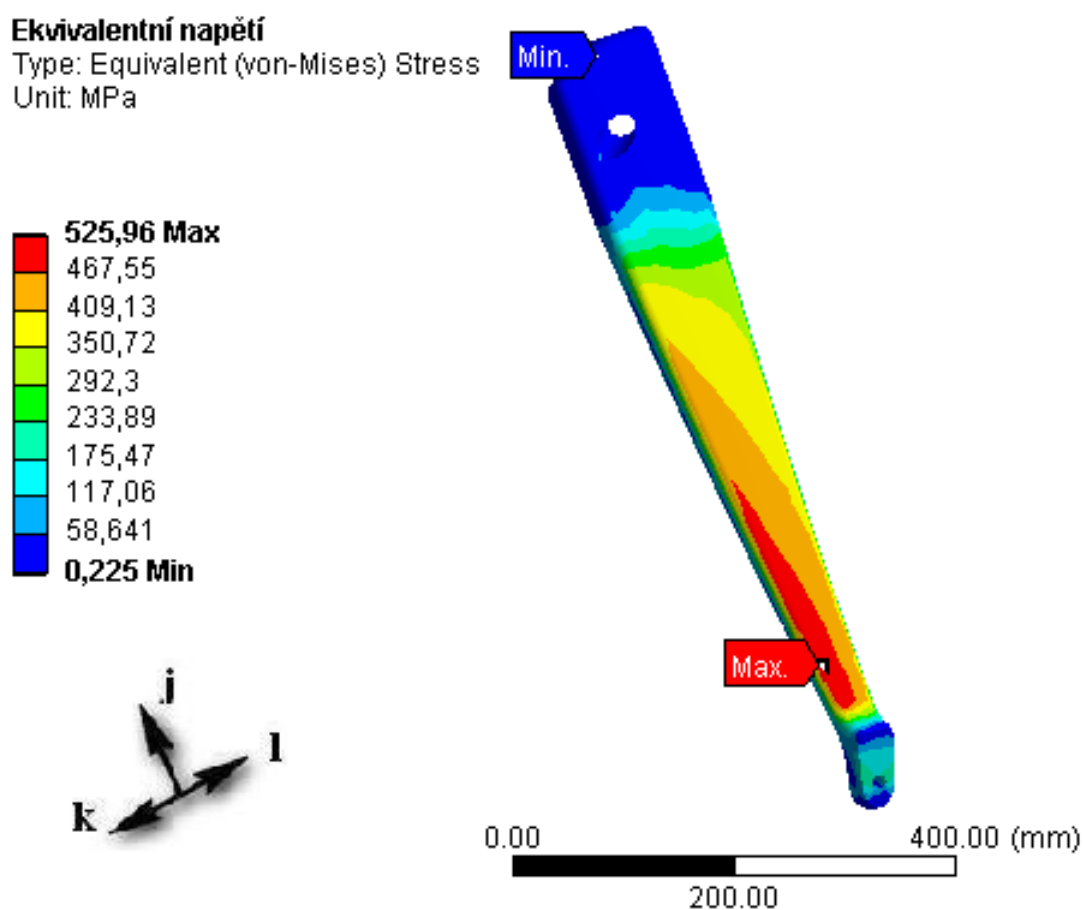 Ekvivalentní napětí
Type: Equivalent (von-Mises) Stress
Unit: MPa
Min.
525,96 Max
467,55
409,13
350,72
292,3
233,89
175,47
117,06
58,641
0,225 Min
Max.
j
l
k
0.00
400.00 (mm)
200.00